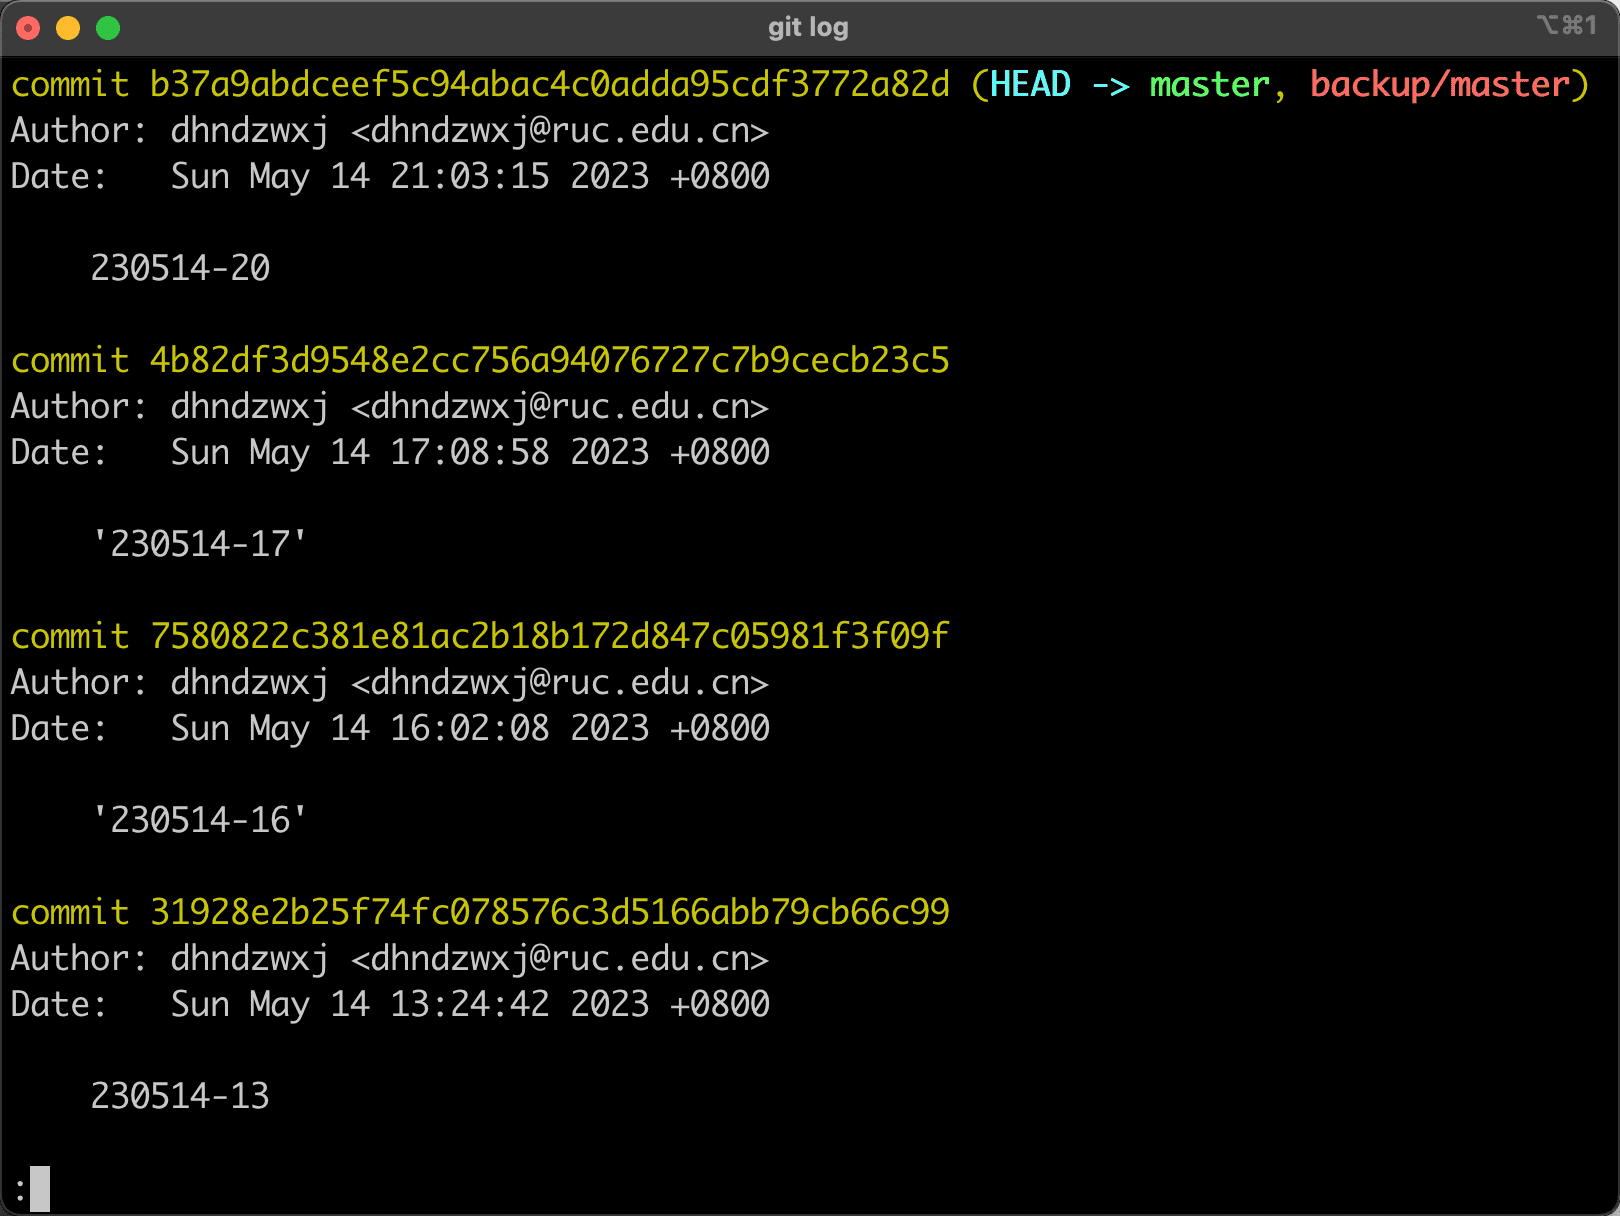 git log
⌥⌘1
commit b37a9abdceef5c94abac4c0adda95cdf3772a82d (HEAD -> master, backup/master)
Author: dhndzwxj <dhndzwxj@ruc.edu.cn>
Date:   Sun May 14 21:03:15 2023 +0800
    230514-20
commit 4b82df3d9548e2cc756a94076727c7b9cecb23c5
Author: dhndzwxj <dhndzwxj@ruc.edu.cn>
Date:   Sun May 14 17:08:58 2023 +0800
    '230514-17'
commit 7580822c381e81ac2b18b172d847c05981f3f09f
Author: dhndzwxj <dhndzwxj@ruc.edu.cn>
Date:   Sun May 14 16:02:08 2023 +0800
    '230514-16'
commit 31928e2b25f74fc078576c3d5166abb79cb66c99
Author: dhndzwxj <dhndzwxj@ruc.edu.cn>
Date:   Sun May 14 13:24:42 2023 +0800
    230514-13
: